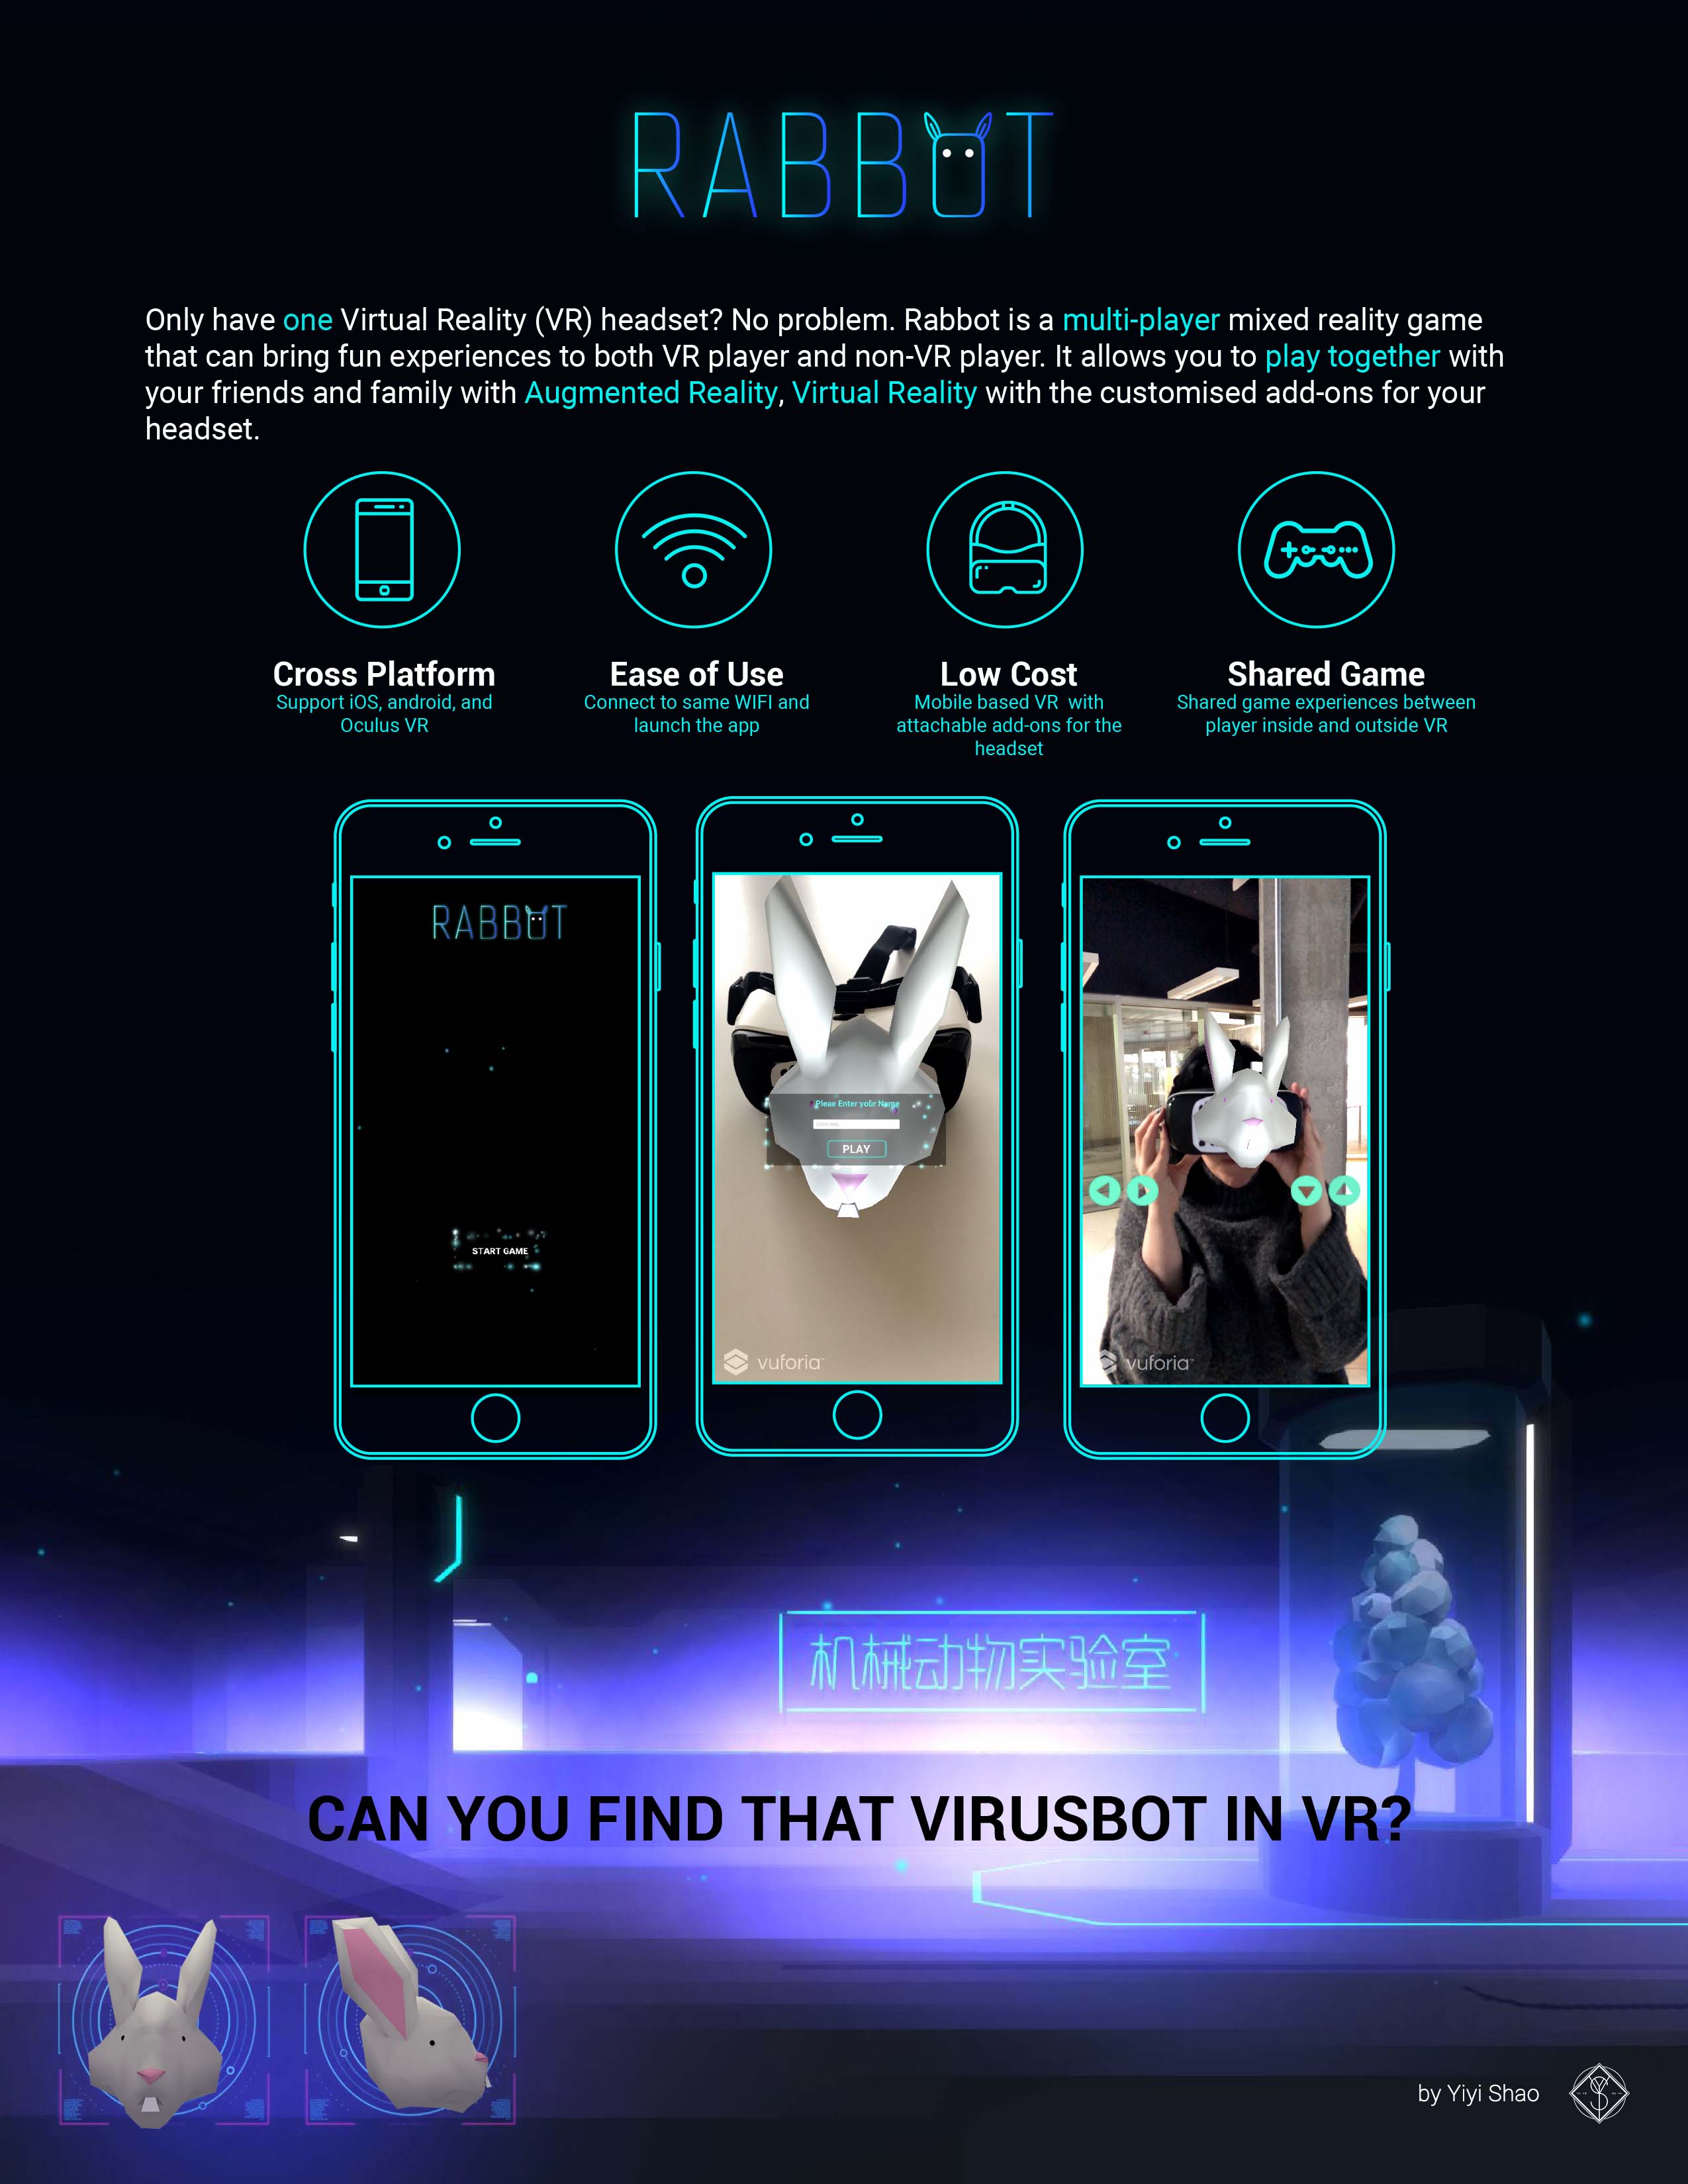 RABBOT
Only have one Virtual Reality (VR) headset? No problem. Rabbot is a multi-player mixed reality game
that can bring fun experiences to both VR player and non-VR player. It allows you to play together with
your friends and family with Augmented Reality, Virtual Reality with the customised add-ons for your
headset.
Cross Platform
Support iOS, android, and
Oculus VR
Ease of Use
Connect to same WIFI and
launch the app
Low Cost
Mobile based VR with
attachable add-ons for the
headset
Shared Game
Shared game experiences between
player inside and outside VR
RABBOT
START GAME
Pleae Enter your Name
PLAY
vuforia™
vuforia™
机械动物实验室
CAN YOU FIND THAT VIRUSBOT IN VR?
by Yiyi Shao